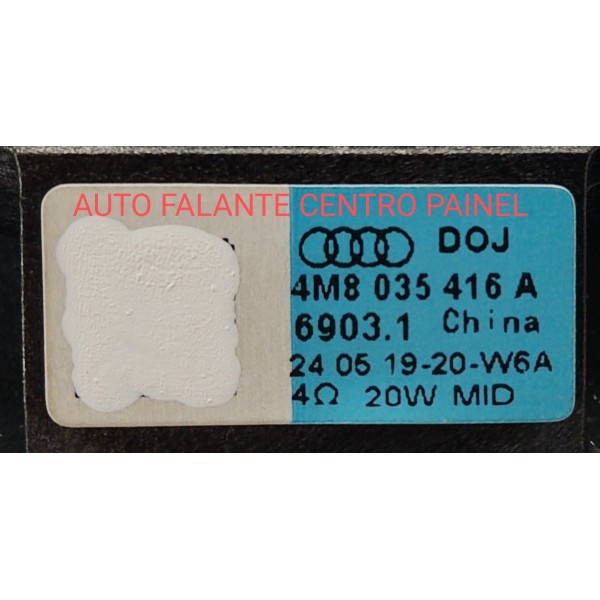 AUTO FALANTE CENTRO PAINEL
DOJ
4M8 035 416 A
6903.1 China
24 05 19-20-W6A
4Ω 20W MID